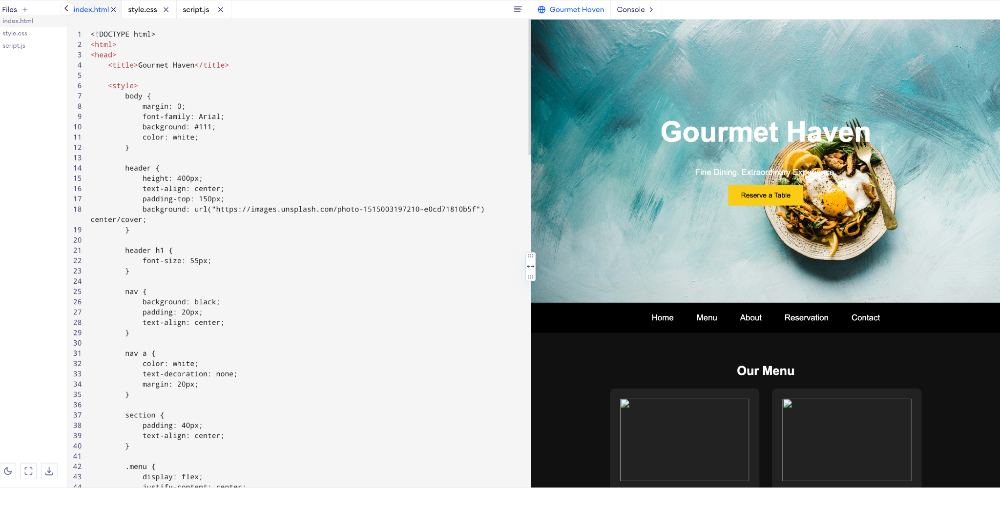 Files +
index.html
style.css
script.js
index.html
style.css
script.js
1 <!DOCTYPE html>
2 <html>
3 <head>
4     <title>Gourmet Haven</title>
5
6     <style>
7         body {
8             margin: 0;
9             font-family: Arial;
10             background: #111;
11             color: white;
12         }
13
14         header {
15             height: 400px;
16             text-align: center;
17             padding-top: 150px;
18             background: url("https://images.unsplash.com/photo-1515003197210-e0cd71810b5f")
center/cover;
19         }
20
21         header h1 {
22             font-size: 55px;
23         }
24
25         nav {
26             background: black;
27             padding: 20px;
28             text-align: center;
29         }
30
31         nav a {
32             color: white;
33             text-decoration: none;
34             margin: 20px;
35         }
36
37         section {
38             padding: 40px;
39             text-align: center;
40         }
41
42         .menu {
43             display: flex;
44             justify-content: center;
Gourmet Haven
Console
Gourmet Haven
Fine Dining. Extraordinary Experience.
Reserve a Table
Home Menu About Reservation Contact
Our Menu